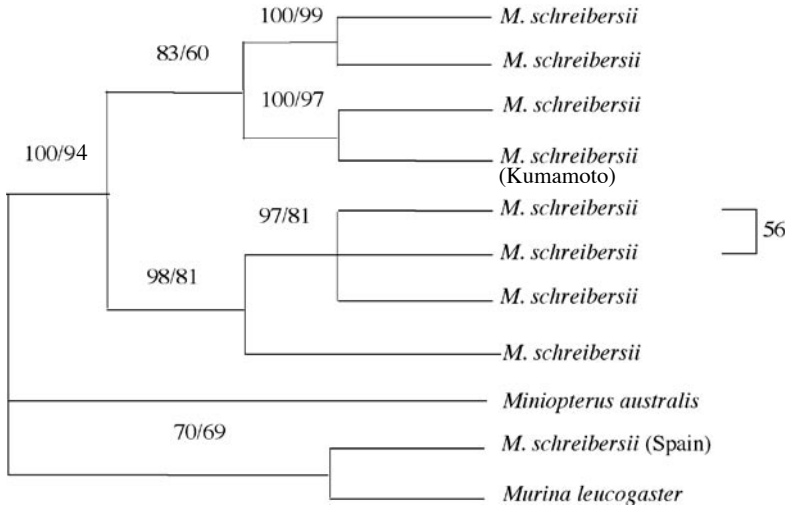 100/99
M. schreibersii
83/60
M. schreibersii
100/97
M. schreibersii
100/94
M. schreibersii
(Kumamoto)
97/81
M. schreibersii
56
M. schreibersii
98/81
M. schreibersii
M. schreibersii
Miniopterus australis
70/69
M. schreibersii (Spain)
Murina leucogaster